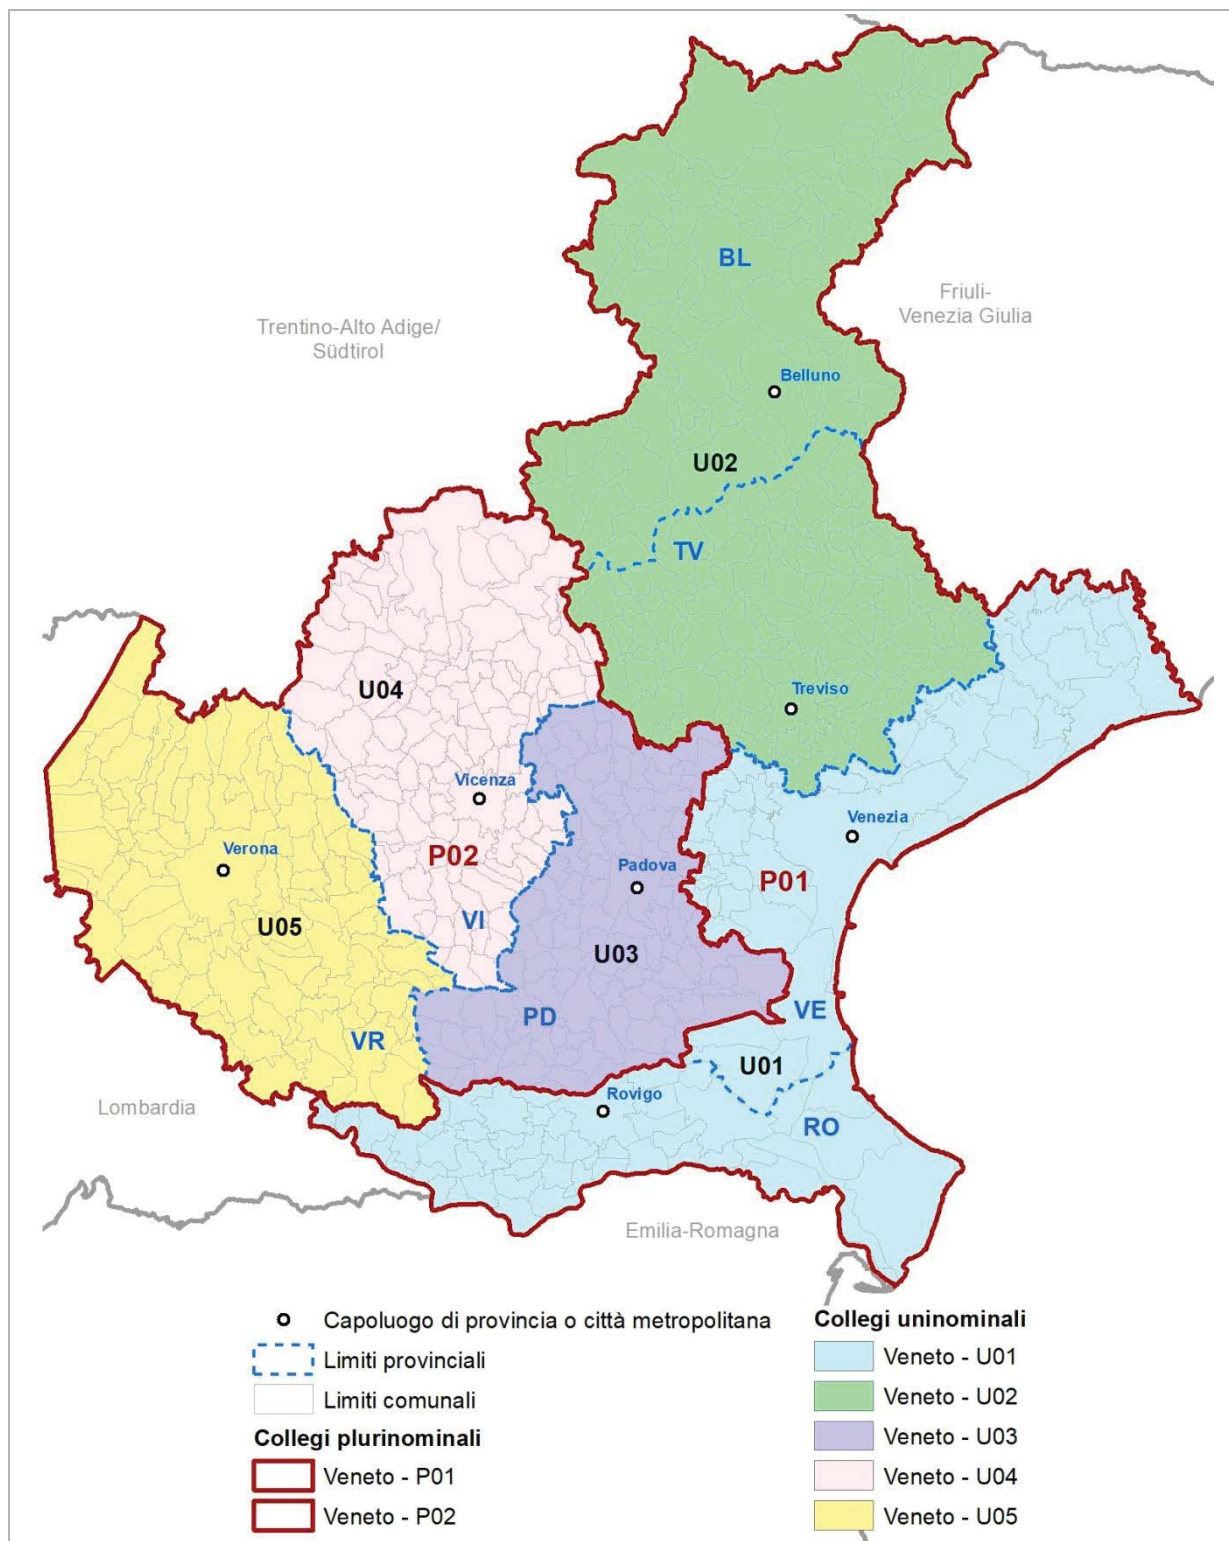 BL
Friuli-
Venezia Giulia
Trentino-Alto Adige/
Südtirol
Belluno
U02
TV
U04
Treviso
Vicenza
Venezia
Verona
P02
Padova
P01
VI
U05
U03
PD
VE
VR
U01
Rovigo
Lombardia
RO
Emilia-Romagna
Capoluogo di provincia o città metropolitana
Limiti provinciali
Limiti comunali
Collegi plurinominali
Veneto - P01
Veneto - P02
Collegi uninominali
Veneto - U01
Veneto - U02
Veneto - U03
Veneto - U04
Veneto - U05